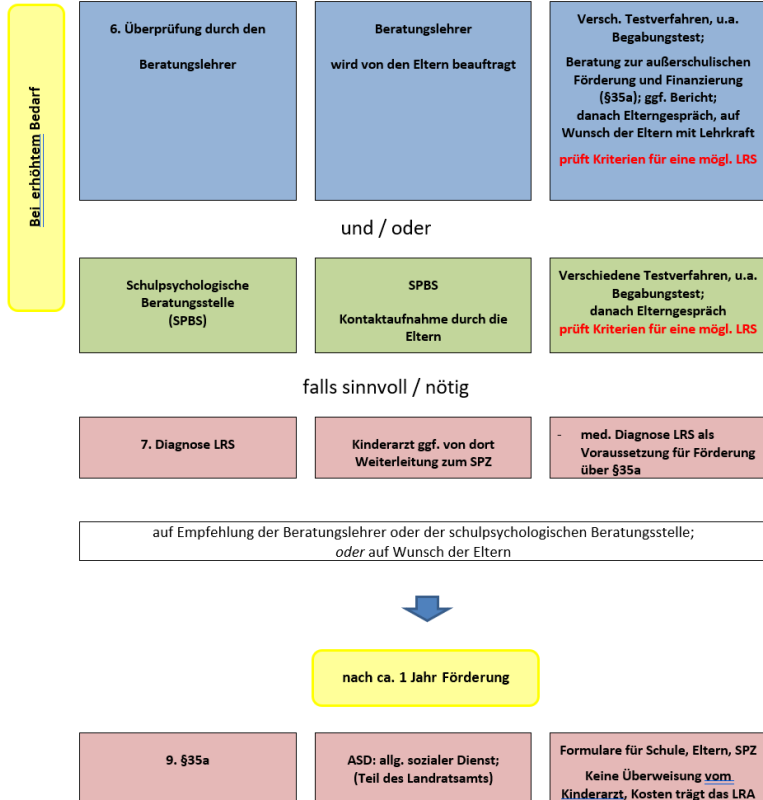 Bei erhöhtem Bedarf
6. Überprüfung durch den
Beratungslehrer
Beratungslehrer
wird von den Eltern beauftragt
Versch. Testverfahren, u.a.
Begabungstest;
Beratung zur außerschulischen
Förderung und Finanzierung
(§35a); ggf. Bericht;
danach Elterngespräch, auf
Wunsch der Eltern mit Lehrkraft
prüft Kriterien für eine mögl. LRS
und / oder
Schulpsychologische
Beratungsstelle
(SPBS)
SPBS
Kontaktaufnahme durch die
Eltern
Verschiedene Testverfahren, u.a.
Begabungstest;
danach Elterngespräch
prüft Kriterien für eine mögl. LRS
falls sinnvoll / nötig
7. Diagnose LRS
Kinderarzt ggf. von dort
Weiterleitung zum SPZ
- med. Diagnose LRS als
Voraussetzung für Förderung
über §35a
auf Empfehlung der Beratungslehrer oder der schulpsychologischen Beratungsstelle;
oder auf Wunsch der Eltern
nach ca. 1 Jahr Förderung
9. §35a
ASD: allg. sozialer Dienst;
(Teil des Landratsamts)
Formulare für Schule, Eltern, SPZ
Keine Überweisung vom
Kinderarzt, Kosten trägt das LRA